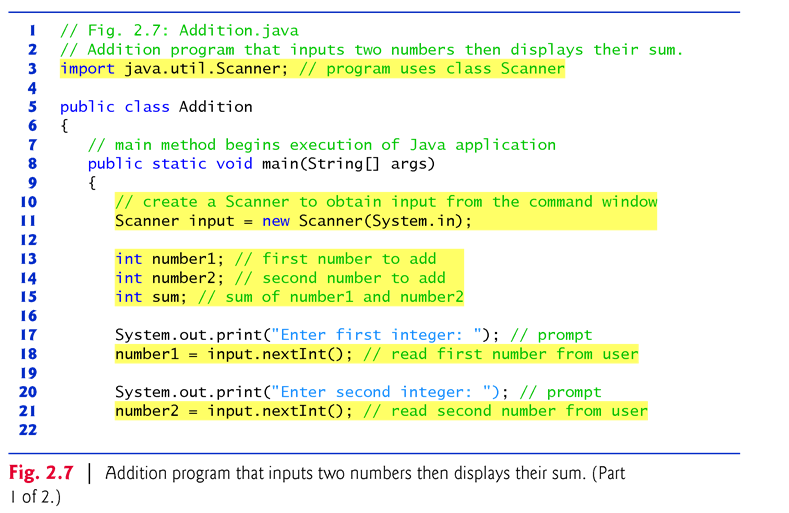 1 // Fig. 2.7: Addition.java
2 // Addition program that inputs two numbers then displays their sum.
3 import java.util.Scanner; // program uses class Scanner
4
5 public class Addition
6 {
7    // main method begins execution of Java application
8    public static void main(String[] args)
9    {
10       // create a Scanner to obtain input from the command window
11       Scanner input = new Scanner(System.in);
12
13       int number1; // first number to add
14       int number2; // second number to add
15       int sum; // sum of number1 and number2
16
17       System.out.print("Enter first integer: "); // prompt
18       number1 = input.nextInt(); // read first number from user
19
20       System.out.print("Enter second integer: "); // prompt
21       number2 = input.nextInt(); // read second number from user
22
Fig. 2.7 | Addition program that inputs two numbers then displays their sum. (Part
1 of 2.)